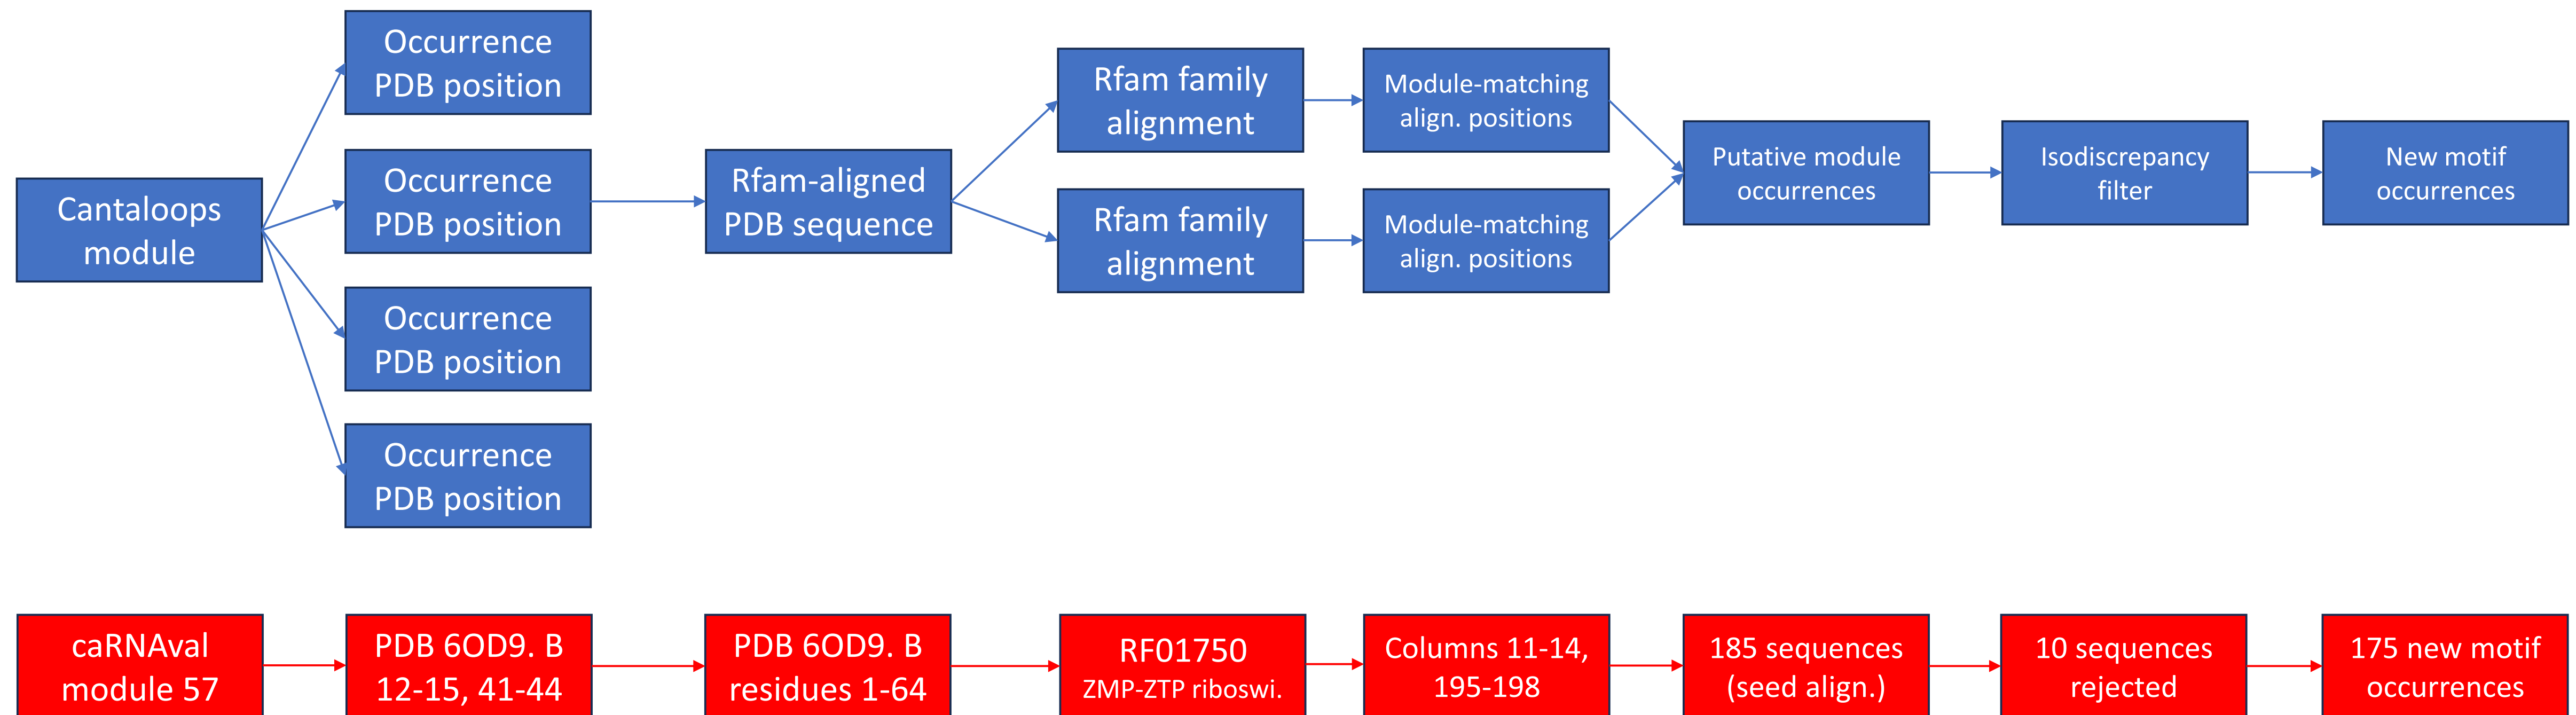 Cantaloops
module
Occurrence
PDB position
Occurrence
PDB position
Occurrence
PDB position
Occurrence
PDB position
Rfam-aligned
PDB sequence
Rfam family
alignment
Rfam family
alignment
Module-matching
align. positions
Module-matching
align. positions
Putative module
occurrences
Isodiscrepancy
filter
New motif
occurrences
caRNAval
module 57
PDB 6OD9. B
12-15, 41-44
PDB 6OD9. B
residues 1-64
RF01750
ZMP-ZTP riboswi.
Columns 11-14,
195-198
185 sequences
(seed align.)
10 sequences
rejected
175 new motif
occurrences